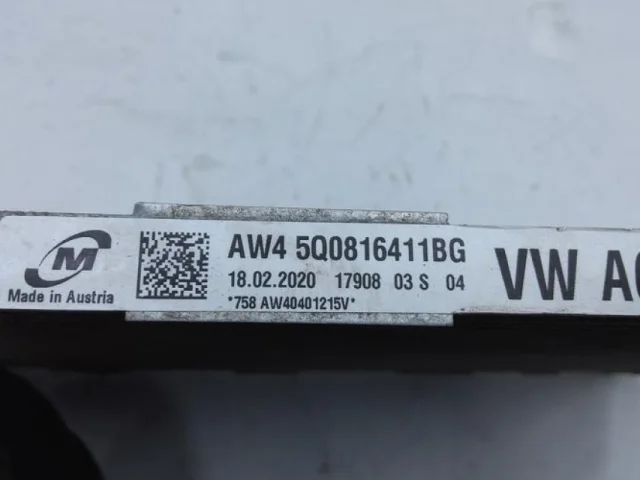 M
Made in Austria
AW4 5Q0816411BG
18.02.2020 17908 03 S 04
*758 AW40401215V*
VW